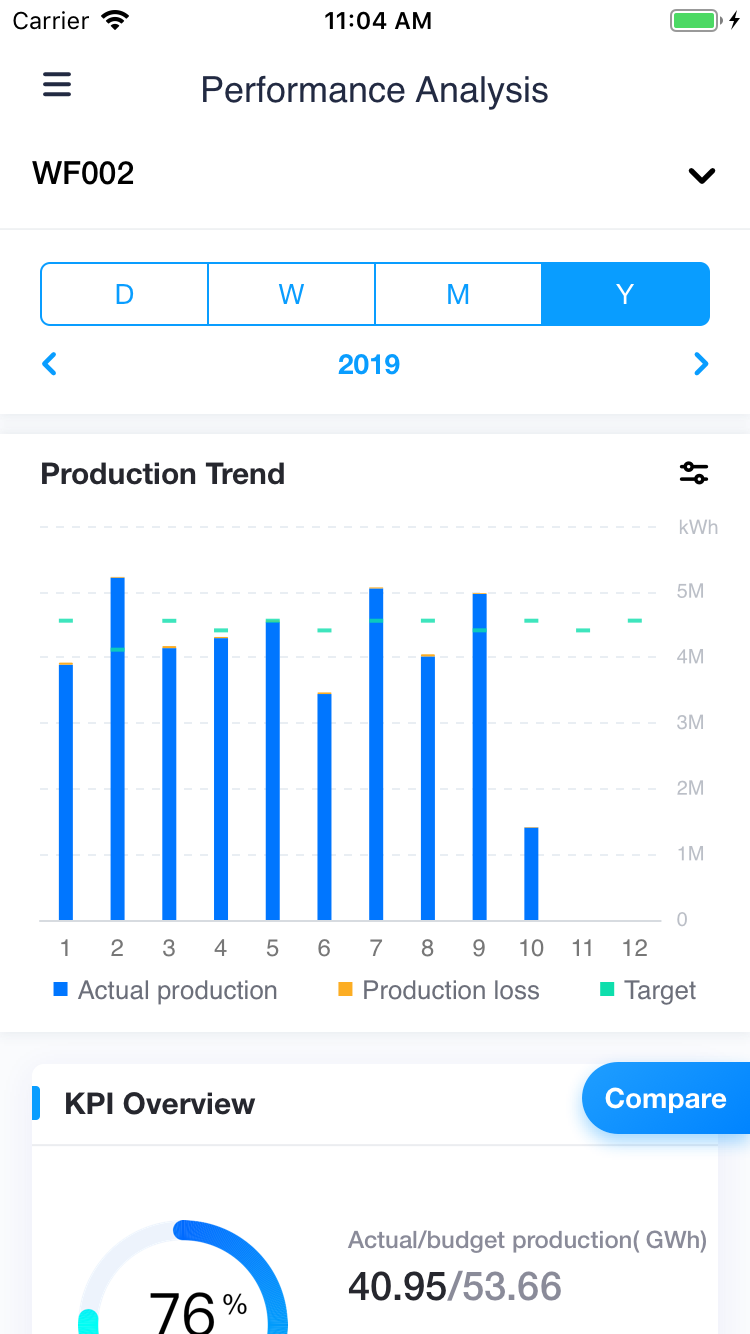 Carrier 11:04 AM
Performance Analysis
WF002
D W M Y
2019
Production Trend
kWh
5M
4M
3M
2M
1M
0
1 2 3 4 5 6 7 8 9 10 11 12
Actual production Production loss Target
KPI Overview Compare
Actual/budget production( GWh)
40.95/53.66
76%